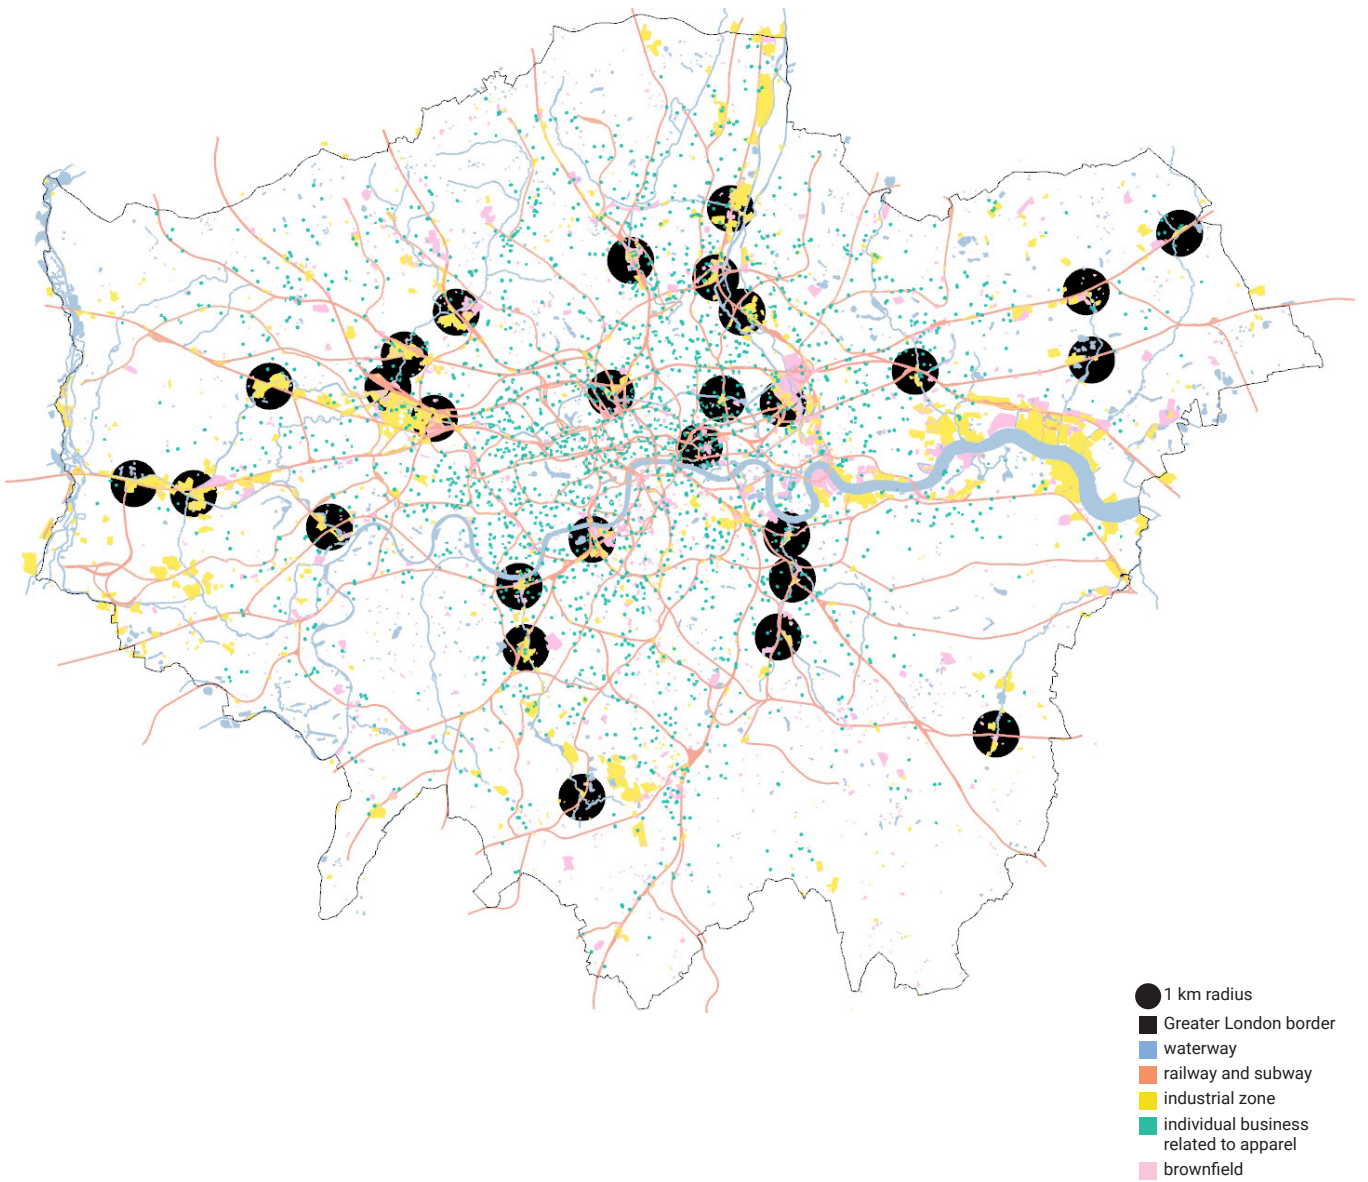 1 km radius
Greater London border
waterway
railway and subway
industrial zone
individual business
related to apparel
brownfield